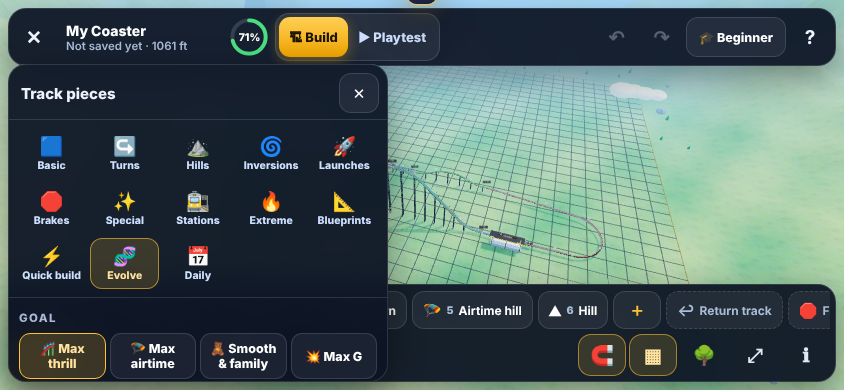 My Coaster
Not saved yet · 1061 ft
71%
Build
Playtest
Beginner
?
Track pieces
Basic
Turns
Hills
Inversions
Launches
Brakes
Special
Stations
Extreme
Blueprints
Quick build
Evolve
Daily
GOAL
Max thrill
Max airtime
Smooth & family
Max G
n
5 Airtime hill
6 Hill
+
Return track
F